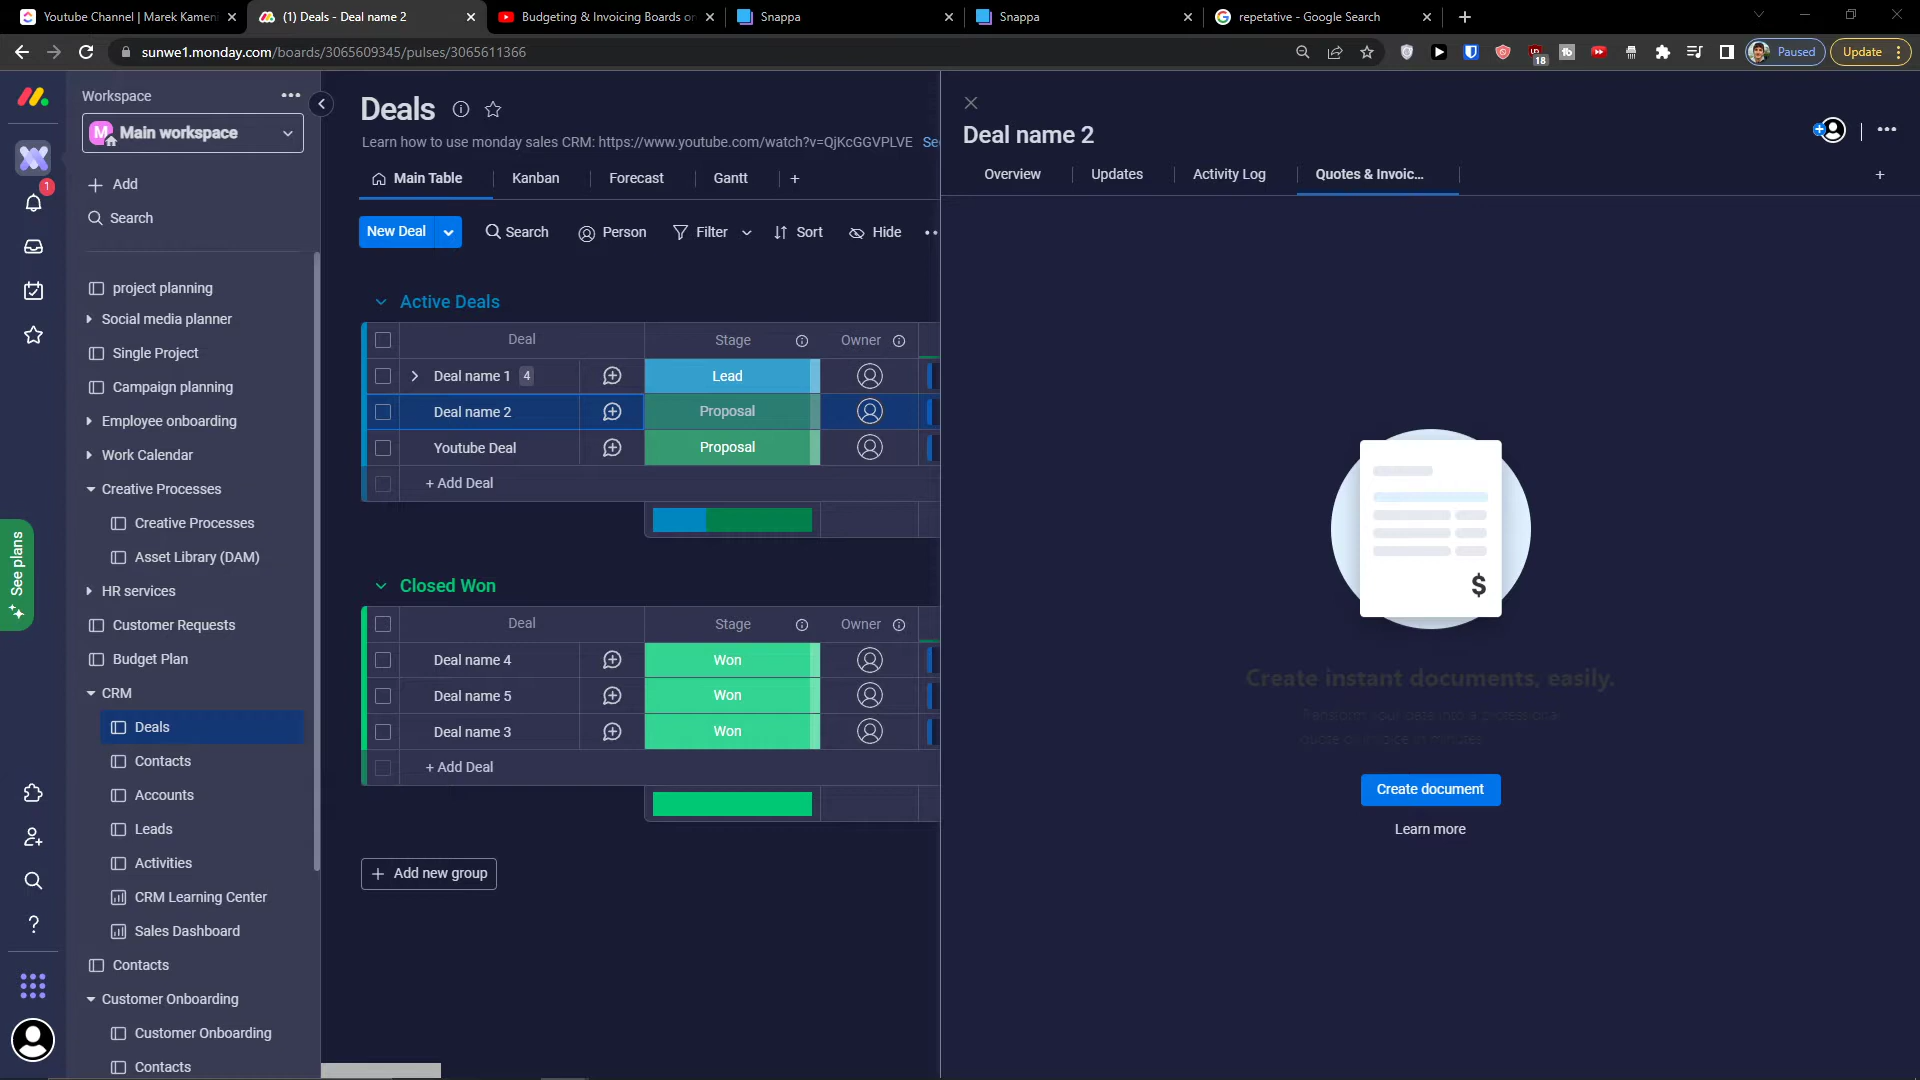 Youtube Channel | Marek Kameni
(1) Deals - Deal name 2
Budgeting & Invoicing Boards on
Snappa
Snappa
repetative - Google Search
sunwe1.monday.com/boards/3065609345/pulses/3065611366
18
Paused
Update
Workspace
M
Main workspace
Add
Search
1
project planning
Social media planner
Single Project
Campaign planning
Employee onboarding
Work Calendar
Creative Processes
Creative Processes
Asset Library (DAM)
HR services
Customer Requests
Budget Plan
CRM
Deals
Contacts
Accounts
Leads
Activities
CRM Learning Center
Sales Dashboard
Contacts
Customer Onboarding
Customer Onboarding
Contacts
See plans
Deals
Learn how to use monday sales CRM: https://www.youtube.com/watch?v=QjKcGGVPLVE Se
Main Table
Kanban
Forecast
Gantt
New Deal
Search
Person
Filter
Sort
Hide
Active Deals
Deal
Stage
Owner
Deal name 1
4
Lead
Deal name 2
Proposal
Youtube Deal
Proposal
+ Add Deal
Closed Won
Deal
Stage
Owner
Deal name 4
Won
Deal name 5
Won
Deal name 3
Won
+ Add Deal
Add new group
Deal name 2
Overview
Updates
Activity Log
Quotes & Invoic...
$
Create instant documents, easily.
Transform your data into a professional
quote or invoice in minutes
Create document
Learn more